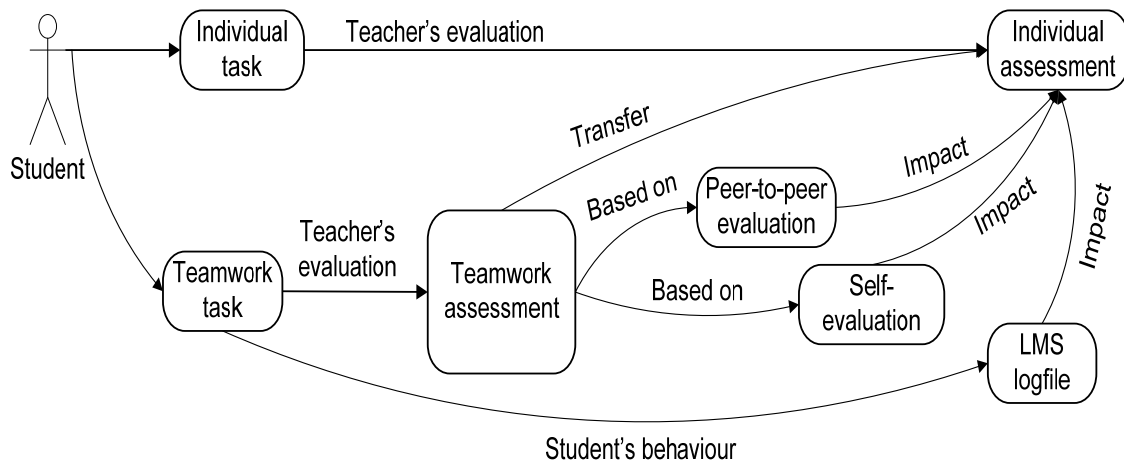 Individual
task
Teacher's evaluation
Individual
assessment
Student
Transfer
Impact
Based on
Peer-to-peer
evaluation
Impact
Impact
Teacher's
evaluation
Teamwork
task
Teamwork
assessment
Based on
Self-
evaluation
LMS
logfile
Student's behaviour